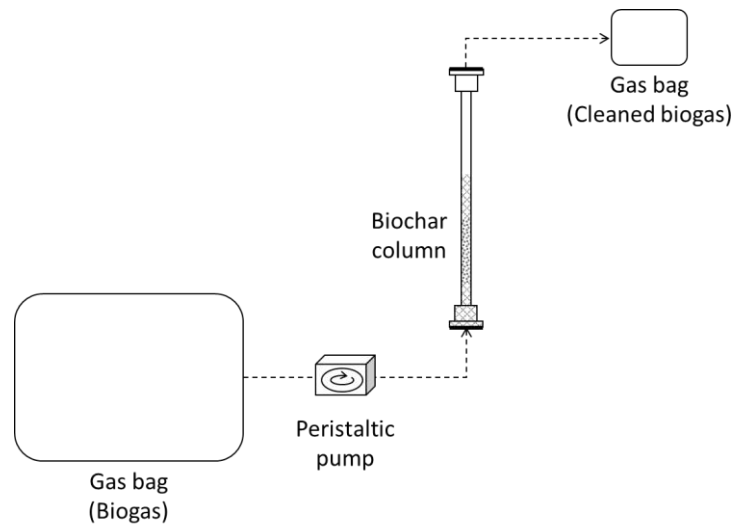 Gas bag
(Cleaned biogas)
Biochar
column
Peristaltic
pump
Gas bag
(Biogas)